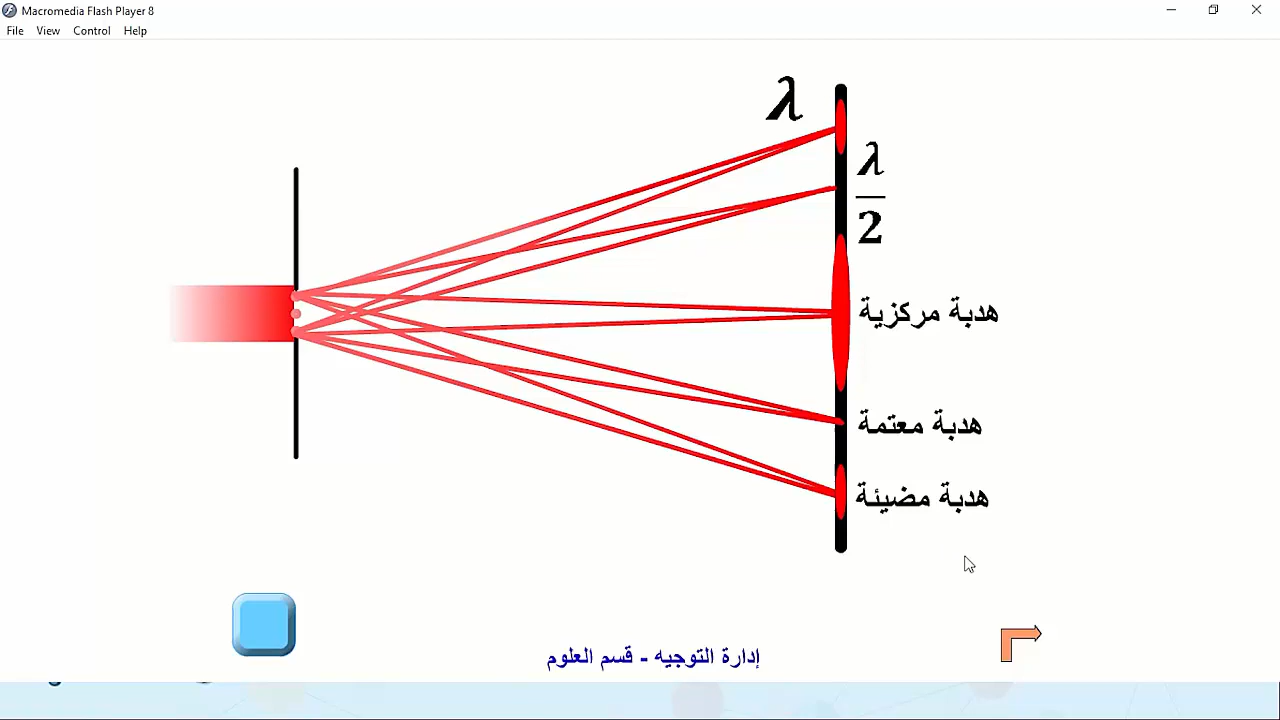 Macromedia Flash Player 8
File View Control Help
λ
λ
2
هدبة مركزية
هدبة معتمة
هدبة مضيئة
إدارة التوجيه - قسم العلوم